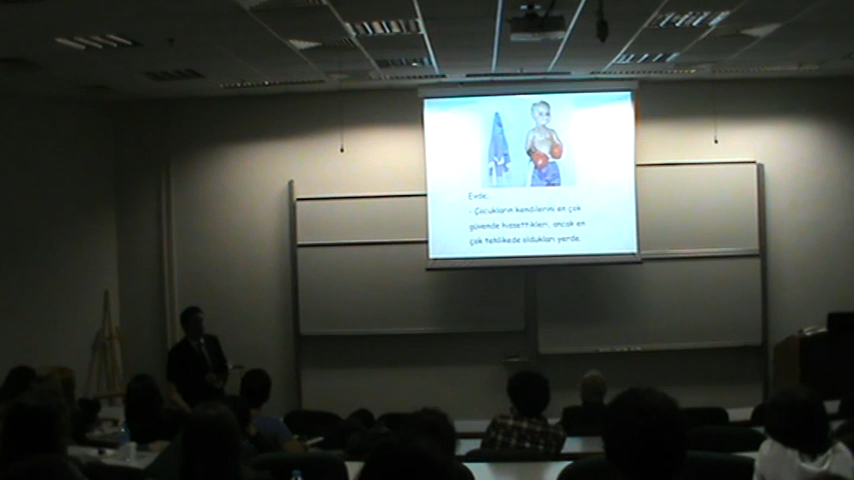 Evde;
- Çocukların kendilerini en çok
güvende hissettikleri, ancak en
çok tehlikede oldukları yerde.